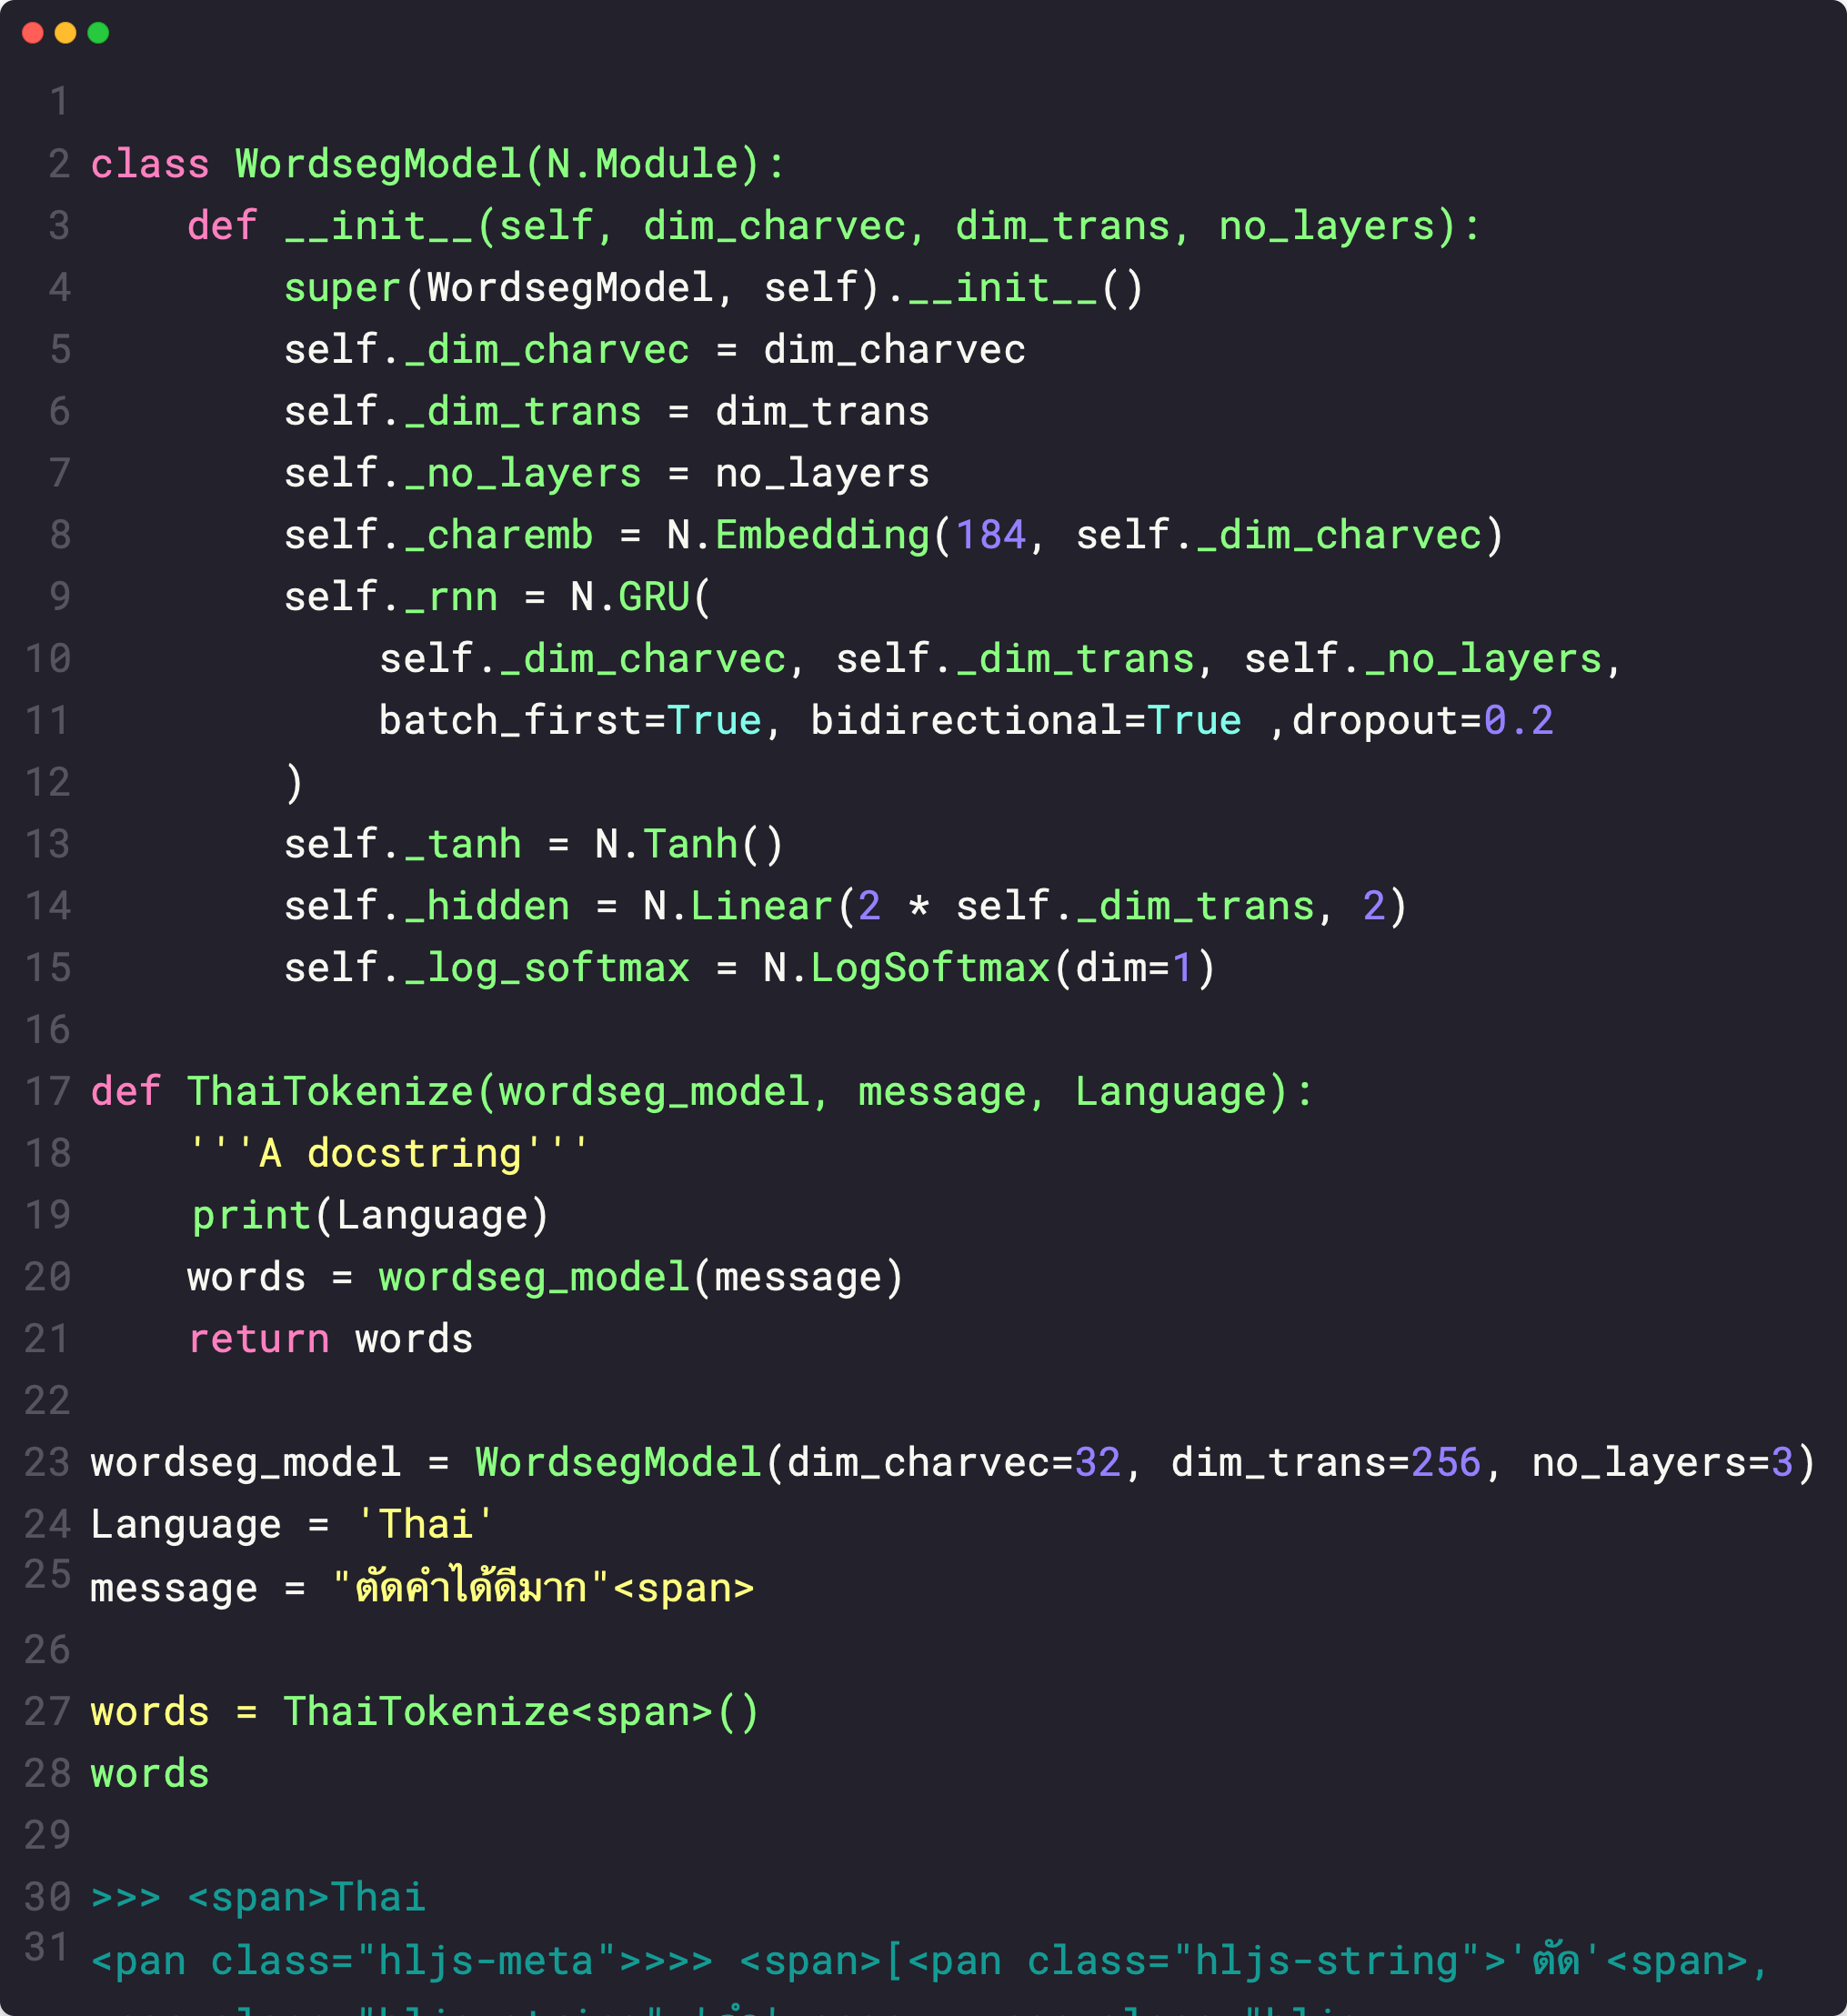 1
2 class WordsegModel(N.Module):
3     def __init__(self, dim_charvec, dim_trans, no_layers):
4         super(WordsegModel, self).__init__()
5         self._dim_charvec = dim_charvec
6         self._dim_trans = dim_trans
7         self._no_layers = no_layers
8         self._charemb = N.Embedding(184, self._dim_charvec)
9         self._rnn = N.GRU(
10             self._dim_charvec, self._dim_trans, self._no_layers,
11             batch_first=True, bidirectional=True ,dropout=0.2
12         )
13         self._tanh = N.Tanh()
14         self._hidden = N.Linear(2 * self._dim_trans, 2)
15         self._log_softmax = N.LogSoftmax(dim=1)
16
17 def ThaiTokenize(wordseg_model, message, Language):
18     '''A docstring'''
19     print(Language)
20     words = wordseg_model(message)
21     return words
22
23 wordseg_model = WordsegModel(dim_charvec=32, dim_trans=256, no_layers=3)
24 Language = 'Thai'
25 message = "ตัดคำได้ดีมาก"<span>
26
27 words = ThaiTokenize<span>()
28 words
29
30 >>> <span>Thai
31 <pan class="hljs-meta">>>> <span>[<pan class="hljs-string">'ตัด'<span>,